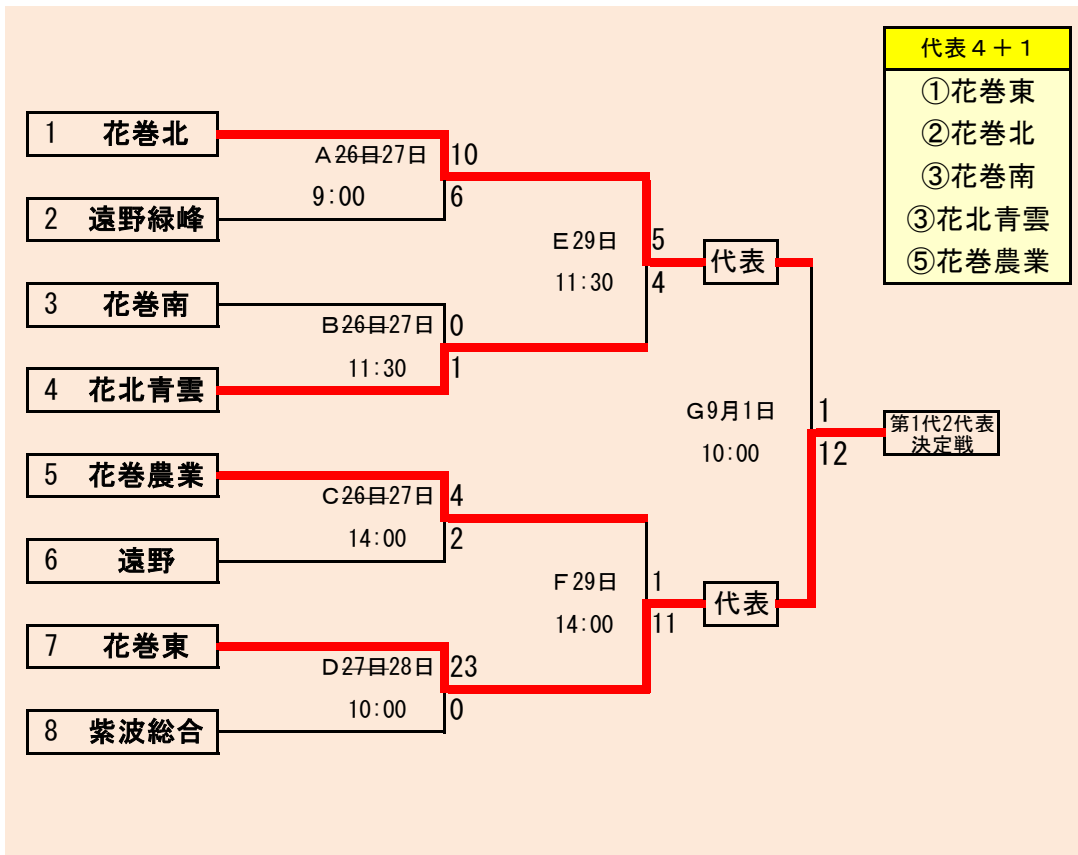 代表４＋１
①花巻東
②花巻北
③花巻南
③花北青雲
⑤花巻農業
1 花巻北
A26日27日 10
9:00 6
2 遠野緑峰
E29日 5
代表
11:30 4
3 花巻南
B26日27日 0
11:30 1
4 花北青雲
G9月1日 1
10:00 12
第1代2代表
決定戦
5 花巻農業
C26日27日 4
14:00 2
6 遠野
F29日 1
代表
14:00 11
7 花巻東
D27日28日 23
10:00 0
8 紫波総合